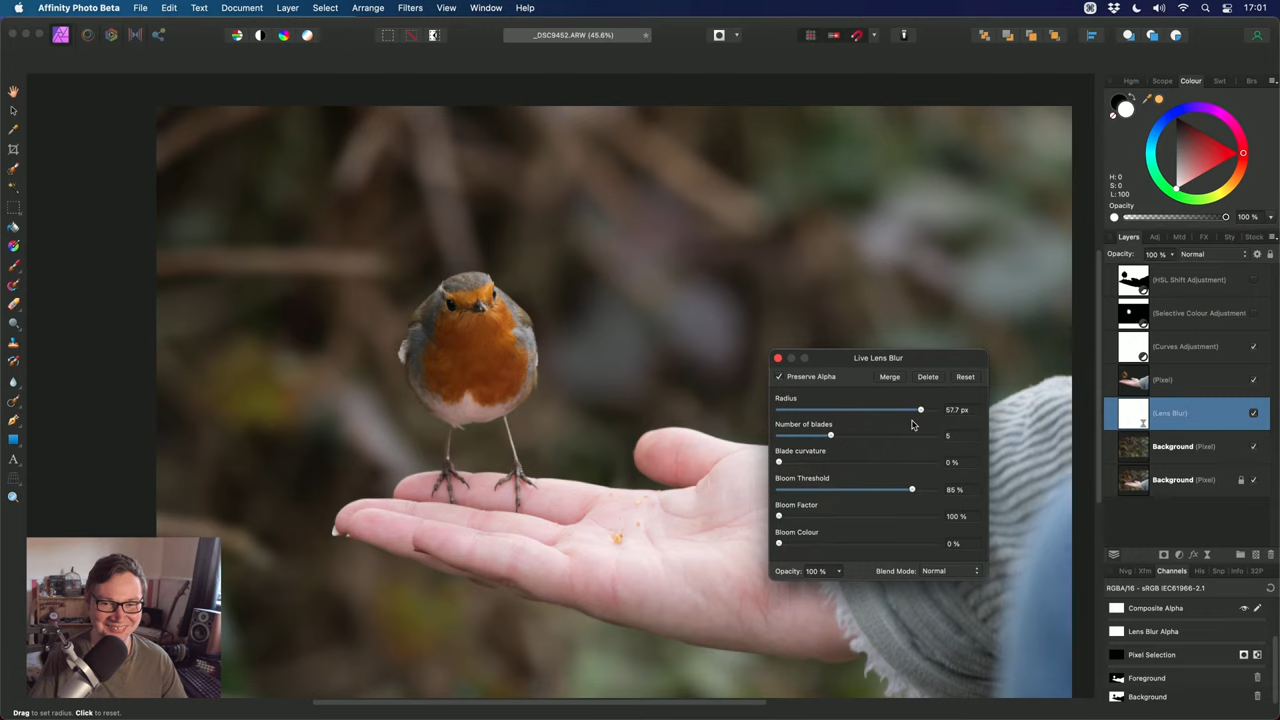 Affinity Photo Beta File Edit Text Document Layer Select Arrange Filters View Window Help 17:01
_DSC9452.ARW (45.6%)
Hgm Scope Colour Swt Brs
H: 0
S: 0
L: 100
Opacity
100 %
Layers Adj Mtd FX Sty Stock
Opacity: 100 % Normal
(HSL Shift Adjustment)
(Selective Colour Adjustment
(Curves Adjustment)
(Pixel)
(Lens Blur)
Background (Pixel)
Background (Pixel)
Live Lens Blur
Preserve Alpha Merge Delete Reset
Radius
57.7 px
Number of blades
5
Blade curvature
0 %
Bloom Threshold
85 %
Bloom Factor
100 %
Bloom Colour
0 %
Opacity: 100 % Blend Mode: Normal
Nvg Xfm Channels His Snp Info 32P
RGBA/16 - sRGB IEC61966-2.1
Composite Alpha
Lens Blur Alpha
Pixel Selection
Foreground
Background
Drag to set radius. Click to reset.